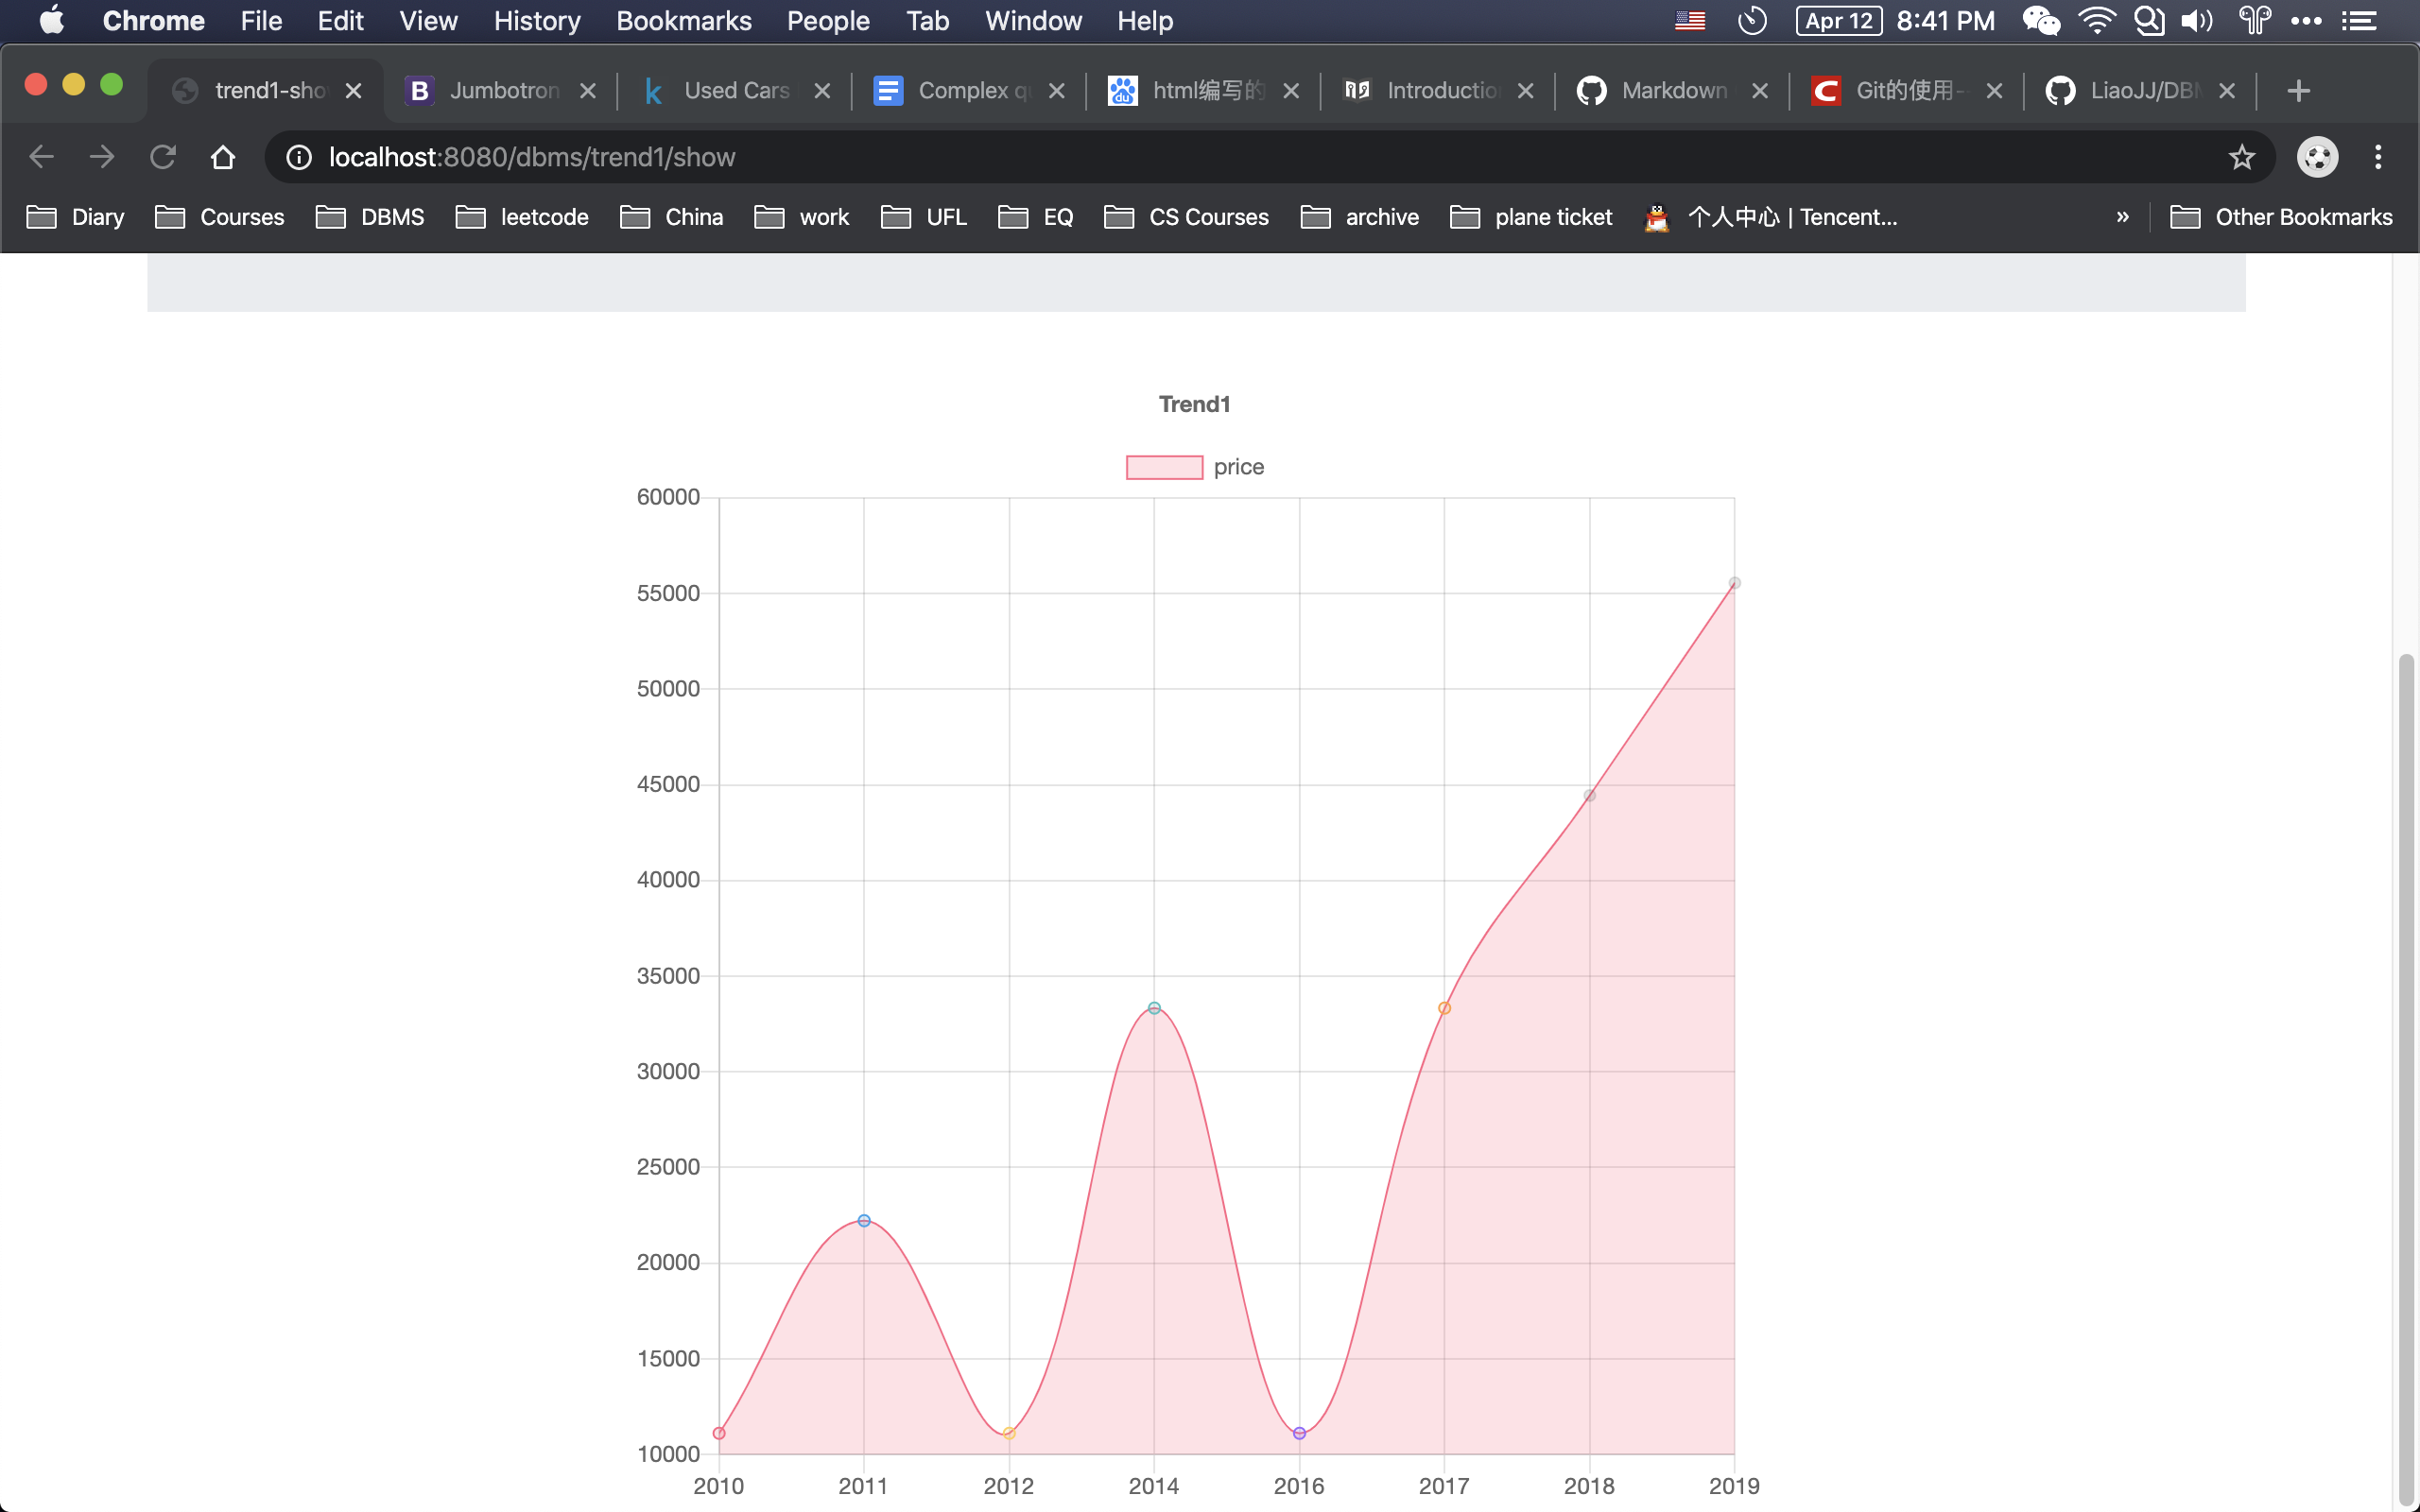 Chrome File Edit View History Bookmarks People Tab Window Help Apr 12 8:41 PM
trend1-sho Jumbotron Used Cars Complex q html编写的 Introductio Markdown Git的使用-- LiaoJJ/DB
localhost:8080/dbms/trend1/show
Diary Courses DBMS leetcode China work UFL EQ CS Courses archive plane ticket 个人中心 | Tencent... » Other Bookmarks
Trend1
price
60000
55000
50000
45000
40000
35000
30000
25000
20000
15000
10000
2010 2011 2012 2014 2016 2017 2018 2019